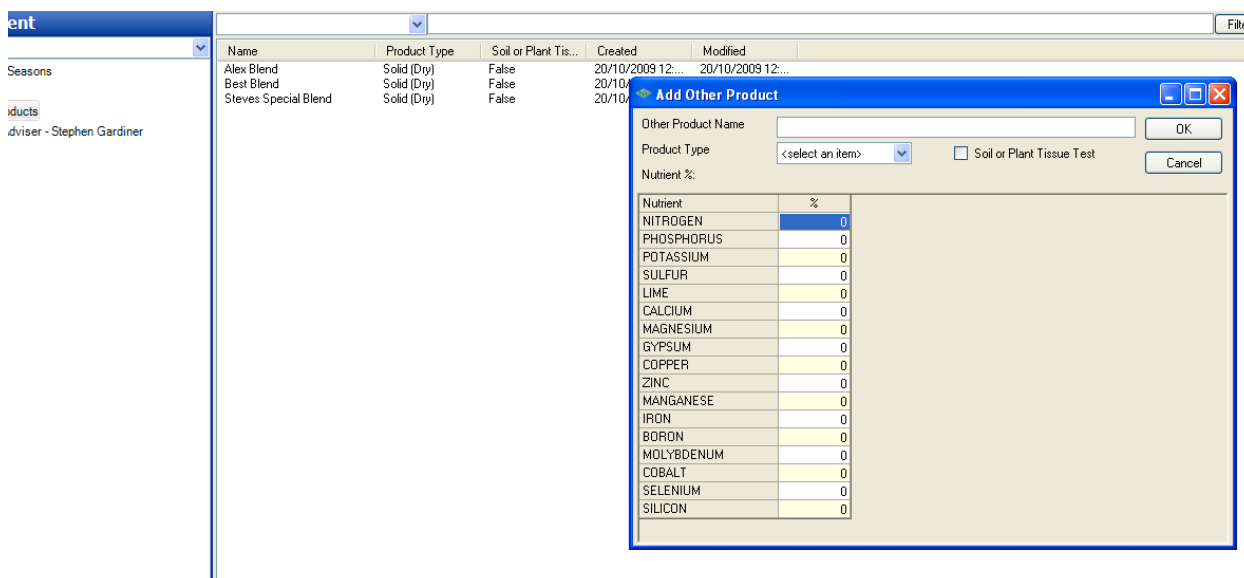 ent
Filte
Seasons
oducts
dviser - Stephen Gardiner
Name Product Type Soil or Plant Tis... Created Modified
Alex Blend Solid (Dry) False 20/10/2009 12:... 20/10/2009 12:...
Best Blend Solid (Dry) False 20/10/
Steves Special Blend Solid (Dry) False 20/10/
Add Other Product
Other Product Name OK
Product Type <select an item> Soil or Plant Tissue Test Cancel
Nutrient %:
Nutrient %
NITROGEN 0
PHOSPHORUS 0
POTASSIUM 0
SULFUR 0
LIME 0
CALCIUM 0
MAGNESIUM 0
GYPSUM 0
COPPER 0
ZINC 0
MANGANESE 0
IRON 0
BORON 0
MOLYBDENUM 0
COBALT 0
SELENIUM 0
SILICON 0